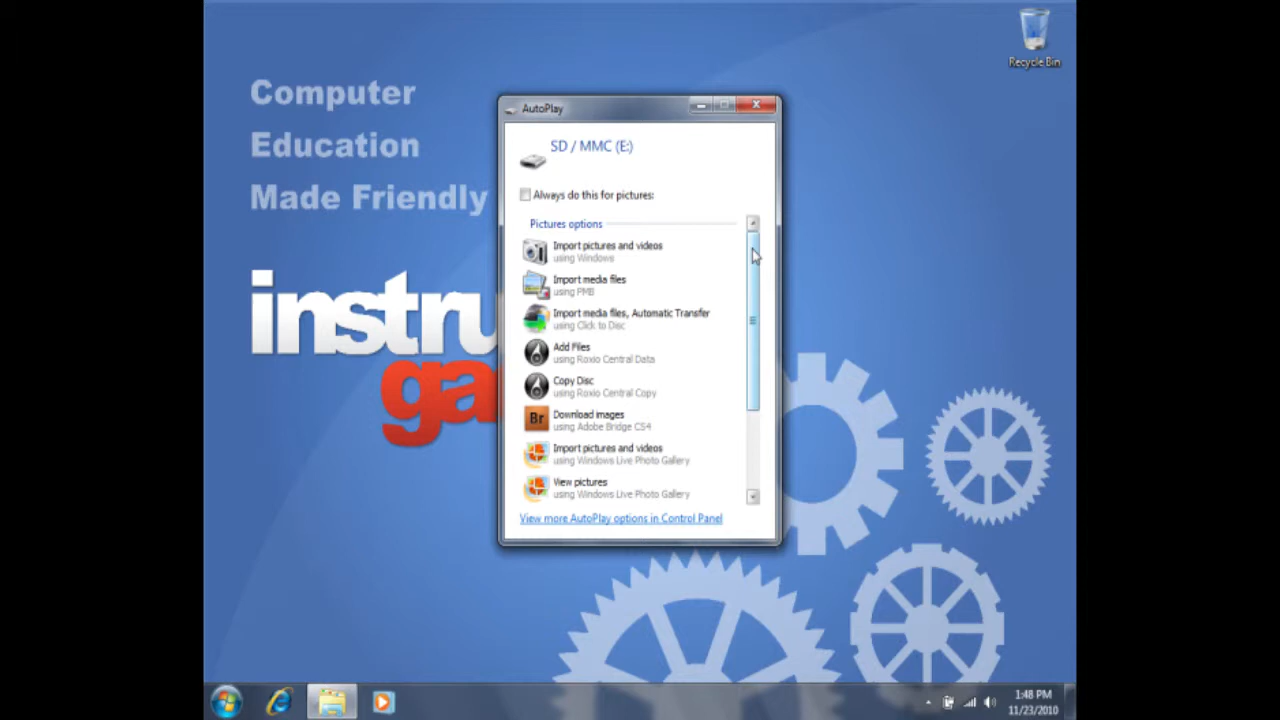 Recycle Bin
Computer
Education
Made Friendly
AutoPlay
SD / MMC (E:)
Always do this for pictures:
Pictures options
Import pictures and videos
using Windows
Import media files
using PMB
Import media files, Automatic Transfer
using Click to Disc
Add Files
using Roxio Central Data
Copy Disc
using Roxio Central Copy
Br
Download images
using Adobe Bridge CS4
Import pictures and videos
using Windows Live Photo Gallery
View pictures
using Windows Live Photo Gallery
View more AutoPlay options in Control Panel
instru
ga
1:48 PM
11/23/2010